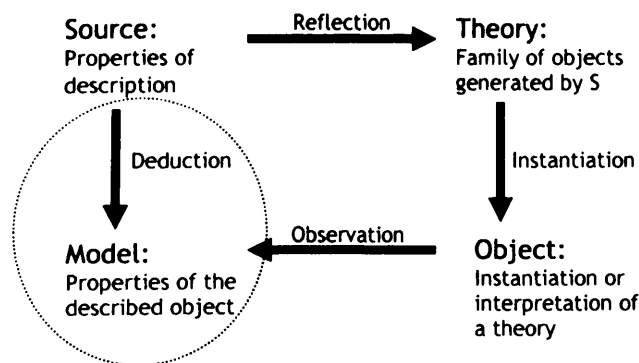 Source:
Properties of
description
Reflection
Theory:
Family of objects
generated by S
Deduction
Instantiation
Model:
Properties of the
described object
Observation
Object:
Instantiation or
interpretation of
a theory